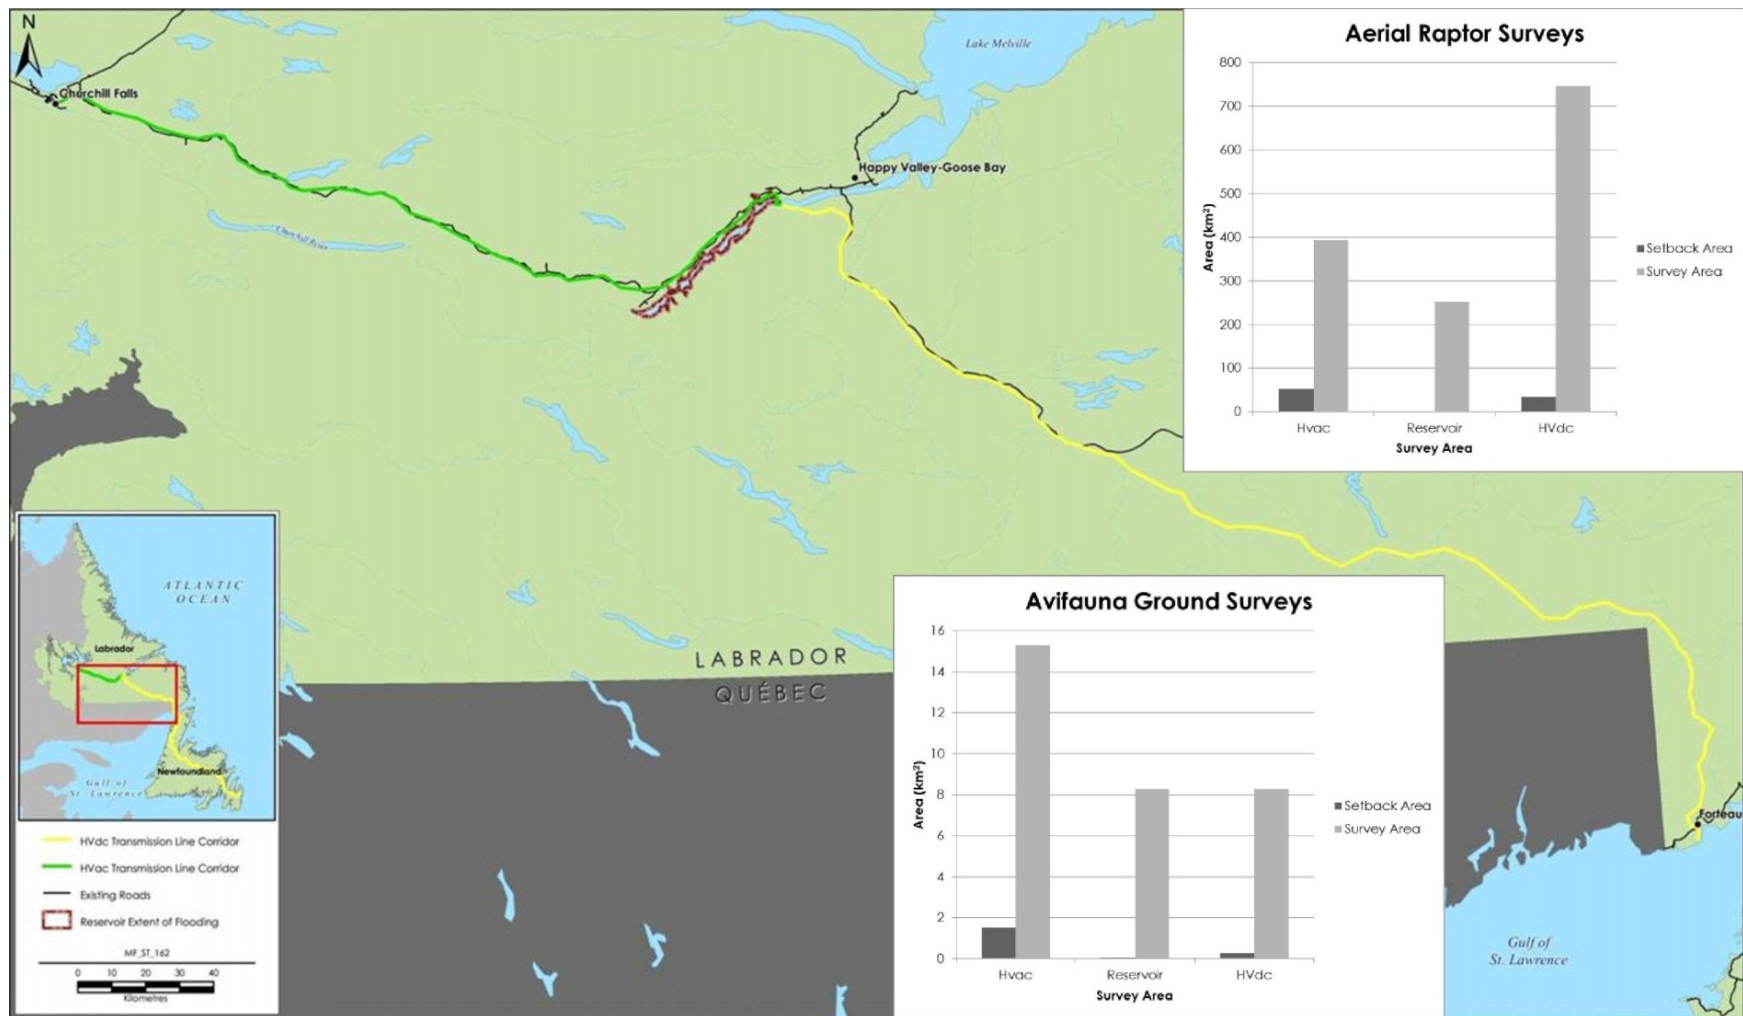 N
Churchill Falls
Churchill River
Lake Melville
Happy Valley-Goose Bay
LABRADOR
QUÉBEC
Forteau
Gulf of
St. Lawrence
Aerial Raptor Surveys
800
700
600
500
400
300
200
100
0
Area (km²)
Hvac
Reservoir
HVdc
Survey Area
Setback Area
Survey Area
Avifauna Ground Surveys
16
14
12
10
8
6
4
2
0
Area (km²)
Hvac
Reservoir
HVdc
Survey Area
Setback Area
Survey Area
ATLANTIC
OCEAN
Labrador
Newfoundland
Gulf of
St. Lawrence
HVdc Transmission Line Corridor
HVac Transmission Line Corridor
Existing Roads
Reservoir Extent of Flooding
MF_ST_162
0 10 20 30 40
Kilometres